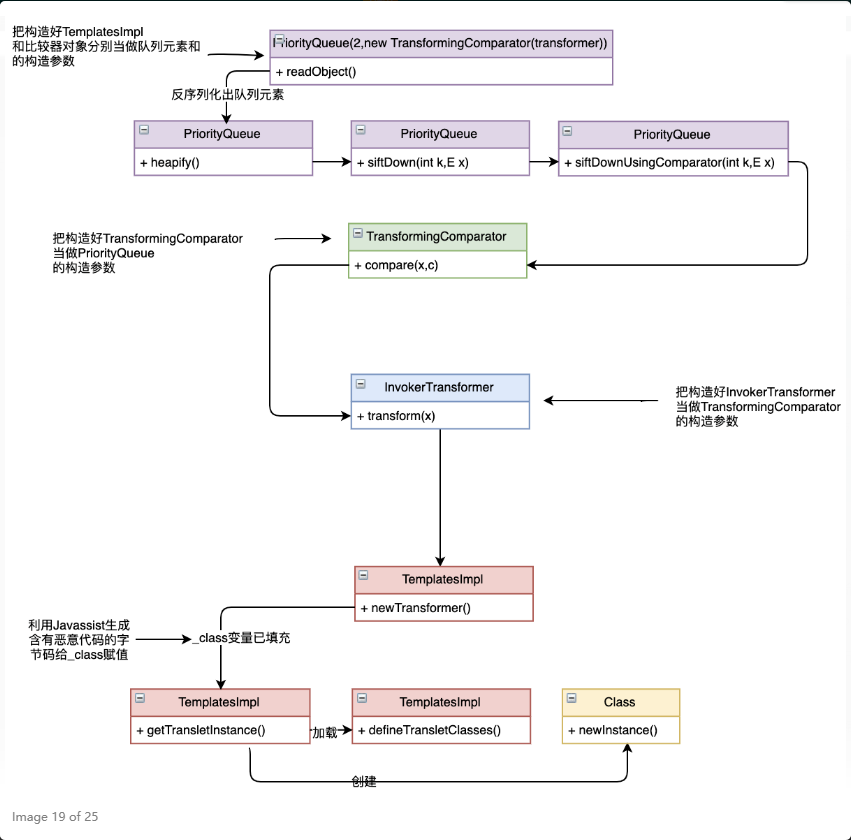 把构造好TemplatesImpl
和比较器对象分别当做队列元素和
的构造参数
PriorityQueue(2,new TransformingComparator(transformer))
+ readObject()
反序列化出队列元素
PriorityQueue
+ heapify()
PriorityQueue
+ siftDown(int k,E x)
PriorityQueue
+ siftDownUsingComparator(int k,E x)
把构造好TransformingComparator
当做PriorityQueue
的构造参数
TransformingComparator
+ compare(x,c)
InvokerTransformer
+ transform(x)
把构造好InvokerTransformer
当做TransformingComparator
的构造参数
TemplatesImpl
+ newTransformer()
利用Javassist生成
含有恶意代码的字
节码给_class赋值
_class变量已填充
TemplatesImpl
+ getTransletInstance()
加载
TemplatesImpl
+ defineTransletClasses()
Class
+ newInstance()
创建
Image 19 of 25